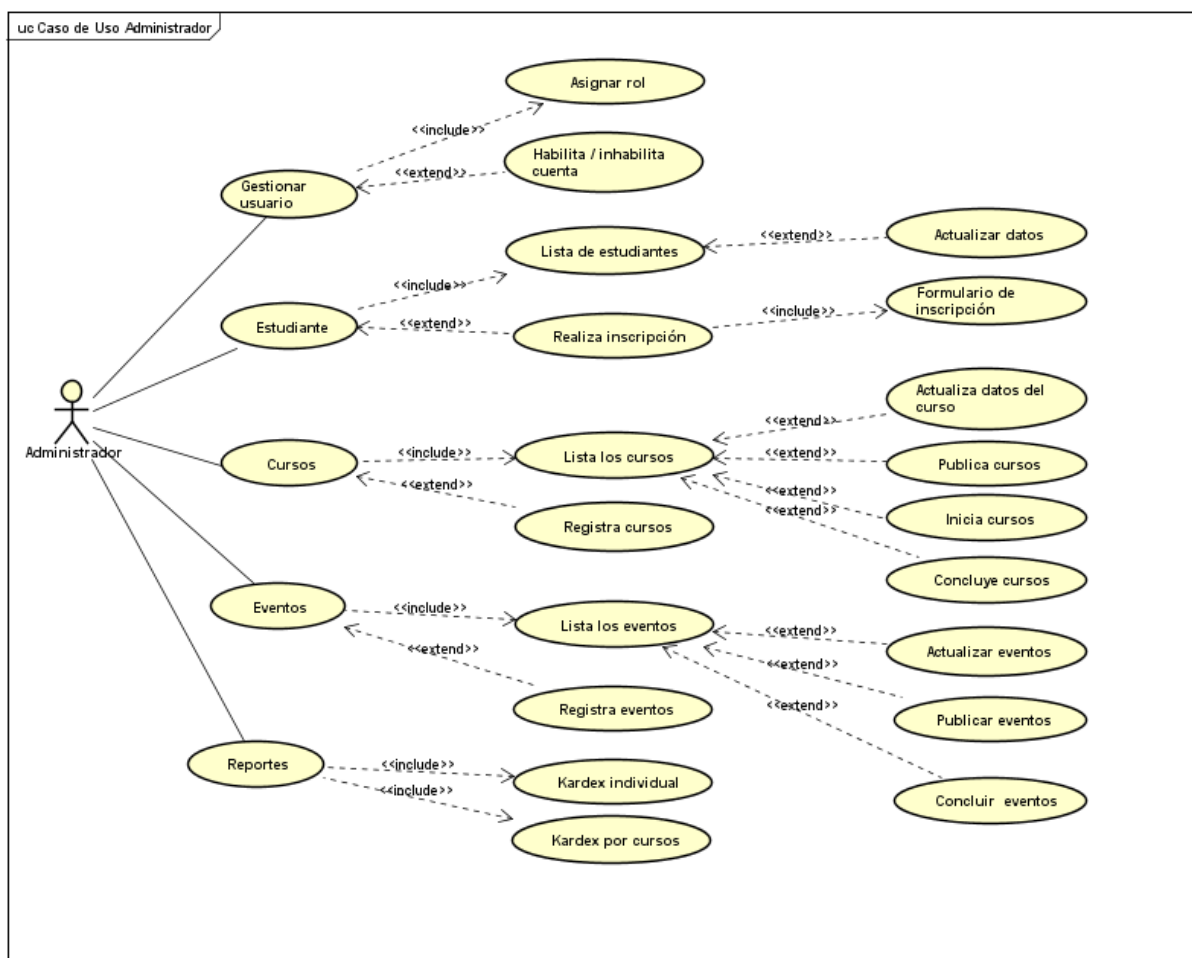 uc Caso de Uso Administrador
Asignar rol
<<include>>
Habilita / inhabilita
cuenta
<<extend>>
Gestionar
usuario
Lista de estudiantes
<<extend>>
Actualizar datos
<<include>>
Formulario de
inscripción
Estudiante
<<extend>>
Realiza inscripción
<<include>>
Actualiza datos del
curso
<<extend>>
Administrador
Cursos
<<include>>
Lista los cursos
<<extend>>
Publica cursos
<<extend>>
<<extend>>
Inicia cursos
<<extend>>
Registra cursos
Concluye cursos
Eventos
<<include>>
Lista los eventos
<<extend>>
Actualizar eventos
<<extend>>
<<extend>>
Registra eventos
Publicar eventos
<<extend>>
Reportes
<<include>>
Kardex individual
<<include>>
Concluir eventos
Kardex por cursos